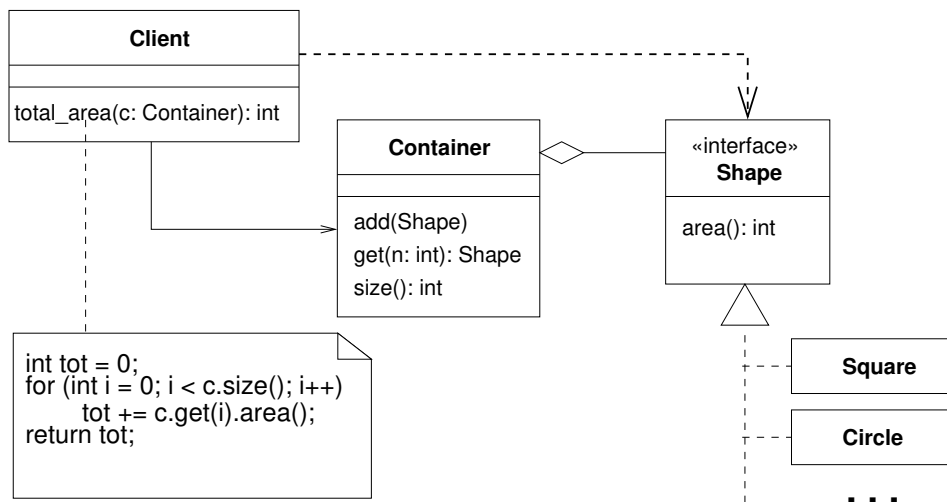 Client
total_area(c: Container): int
Container
add(Shape)
get(n: int): Shape
size(): int
«interface»
Shape
area(): int
int tot = 0;
for (int i = 0; i < c.size(); i++)
tot += c.get(i).area();
return tot;
Square
Circle
...